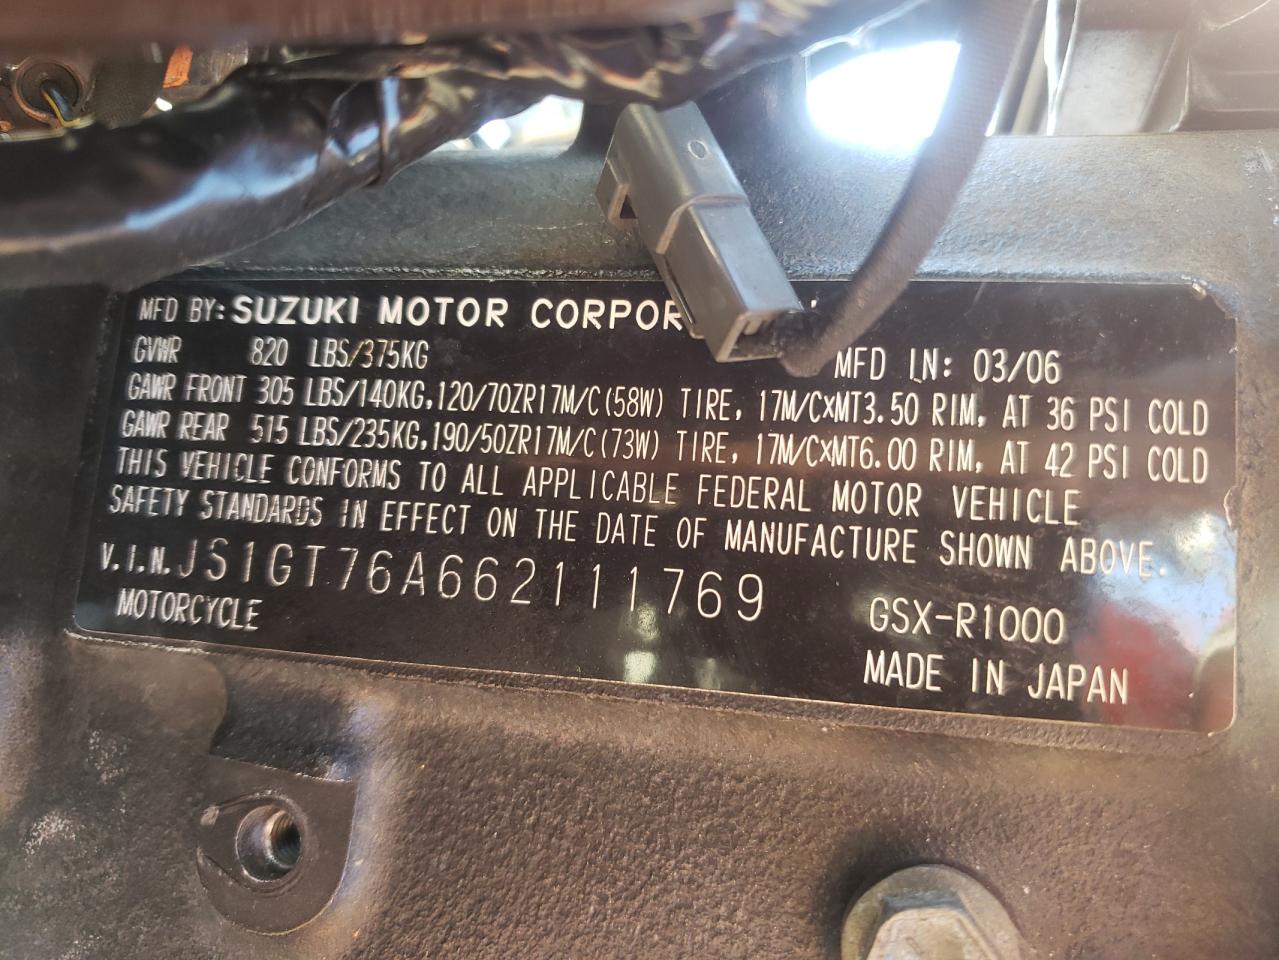 MFD BY: SUZUKI MOTOR CORPOR
MFD IN: 03/06
GVWR 820 LBS/375KG
GAWR FRONT 305 LBS/140KG,120/70ZR17M/C(58W) TIRE, 17M/C×MT3.50 RIM, AT 36 PSI COLD
GAWR REAR 515 LBS/235KG,190/50ZR17M/C(73W) TIRE, 17M/C×MT6.00 RIM, AT 42 PSI COLD
THIS VEHICLE CONFORMS TO ALL APPLICABLE FEDERAL MOTOR VEHICLE
SAFETY STANDARDS IN EFFECT ON THE DATE OF MANUFACTURE SHOWN ABOVE.
V.I.N. JS1GT76A662111769
MOTORCYCLE
GSX-R1000
MADE IN JAPAN